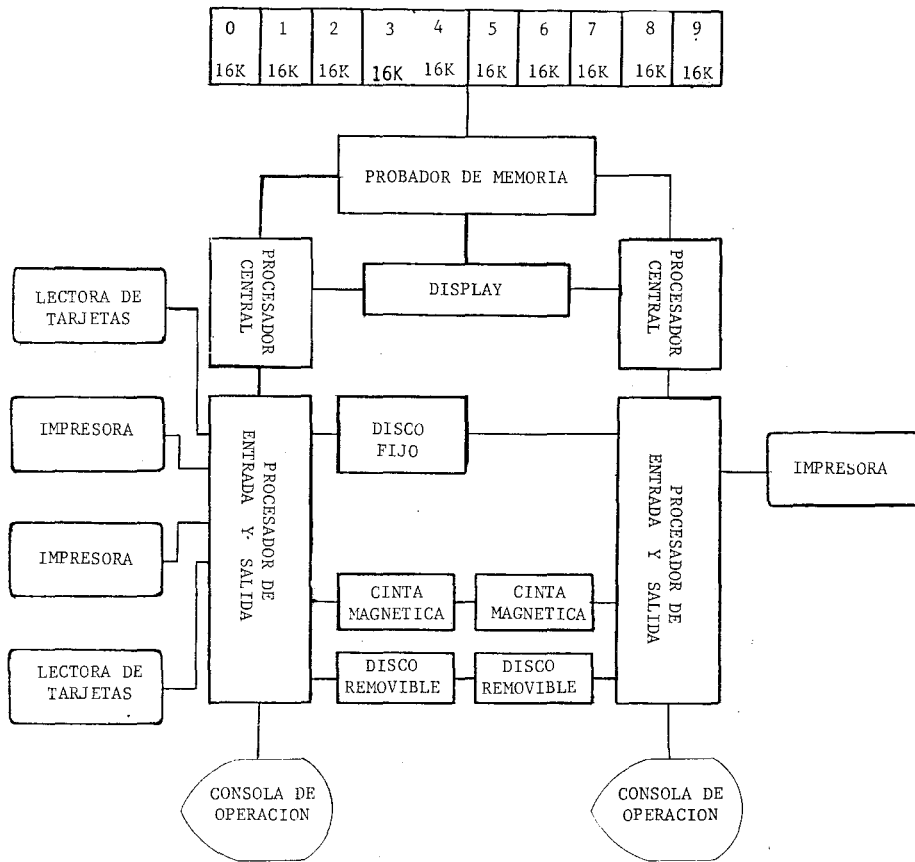 0 1 2 3 4 5 6 7 8 9
16K 16K 16K 16K 16K 16K 16K 16K 16K 16K
PROBADOR DE MEMORIA
PROCESADOR
CENTRAL
DISPLAY
PROCESADOR
CENTRAL
LECTORA DE
TARJETAS
IMPRESORA
IMPRESORA
LECTORA DE
TARJETAS
PROCESADOR DE
ENTRADA Y SALIDA
DISCO
FIJO
CINTA
MAGNETICA
CINTA
MAGNETICA
DISCO
REMOVIBLE
DISCO
REMOVIBLE
PROCESADOR DE
ENTRADA Y SALIDA
IMPRESORA
CONSOLA DE
OPERACION
CONSOLA DE
OPERACION